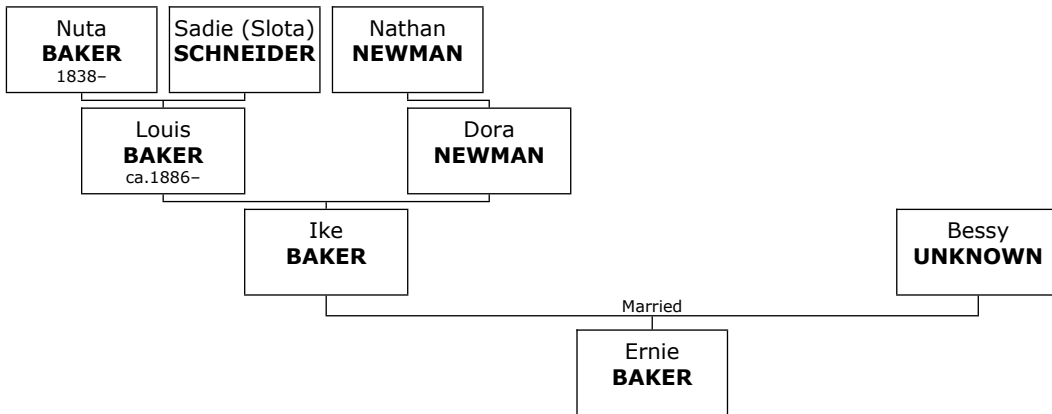 Nuta
BAKER
1838–
Sadie (Slota)
SCHNEIDER
Nathan
NEWMAN
Louis
BAKER
ca.1886–
Dora
NEWMAN
Ike
BAKER
Bessy
UNKNOWN
Married
Ernie
BAKER